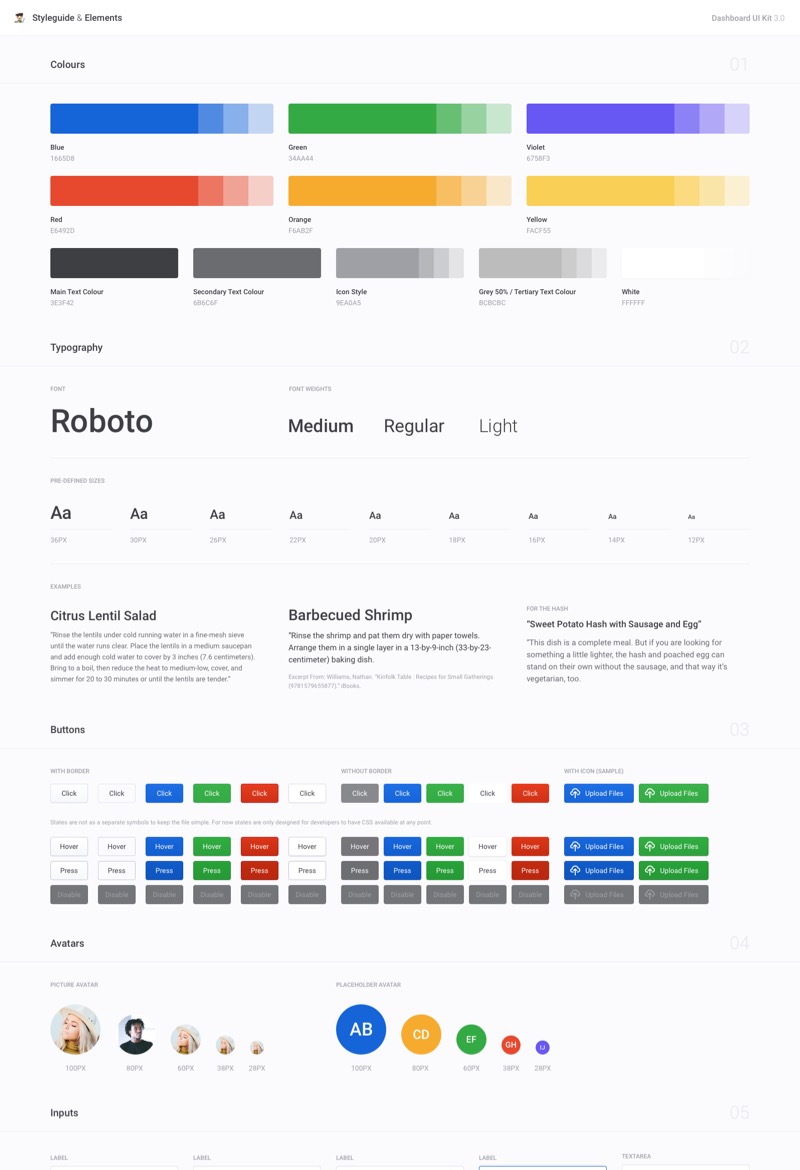 Styleguide & Elements
Dashboard UI Kit 3.0
Colours
01
Blue
1665D8
Green
34AA44
Violet
6758F3
Red
E6492D
Orange
F6AB2F
Yellow
FACF55
Main Text Colour
3E3F42
Secondary Text Colour
6B6C6F
Icon Style
9EA0A5
Grey 50% / Tertiary Text Colour
BCBCBC
White
FFFFFF
Typography
02
FONT
Roboto
FONT WEIGHTS
Medium Regular Light
PRE-DEFINED SIZES
Aa Aa Aa Aa Aa Aa Aa Aa Aa
36PX 30PX 26PX 22PX 20PX 18PX 16PX 14PX 12PX
EXAMPLES
Citrus Lentil Salad
“Rinse the lentils under cold running water in a fine-mesh sieve
until the water runs clear. Place the lentils in a medium saucepan
and add enough cold water to cover by 3 inches (7.6 centimeters).
Bring to a boil, then reduce the heat to medium-low, cover, and
simmer for 20 to 30 minutes or until the lentils are tender.”
Barbecued Shrimp
“Rinse the shrimp and pat them dry with paper towels.
Arrange them in a single layer in a 13-by-9-inch (33-by-23-
centimeter) baking dish.
Excerpt From: Williams, Nathan. “Kinfolk Table : Recipes for Small Gatherings
(9781579655877).” iBooks.
FOR THE HASH
“Sweet Potato Hash with Sausage and Egg”
“This dish is a complete meal. But if you are looking for
something a little lighter, the hash and poached egg can
stand on their own without the sausage, and that way it’s
vegetarian, too.
Buttons
03
WITH BORDER
Click Click Click Click Click Click
WITHOUT BORDER
Click Click Click Click Click
WITH ICON (SAMPLE)
Upload Files Upload Files
States are not as a separate symbols to keep the file simple. For now states are only designed for developers to have CSS available at any point.
Hover Hover Hover Hover Hover Hover Hover Hover Hover Hover Hover Upload Files Upload Files
Press Press Press Press Press Press Press Press Press Press Press Upload Files Upload Files
Disable Disable Disable Disable Disable Disable Disable Disable Disable Disable Disable Upload Files Upload Files
Avatars
04
PICTURE AVATAR
100PX 80PX 60PX 38PX 28PX
PLACEHOLDER AVATAR
AB CD EF GH IJ
100PX 80PX 60PX 38PX 28PX
Inputs
05
LABEL LABEL LABEL LABEL TEXTAREA